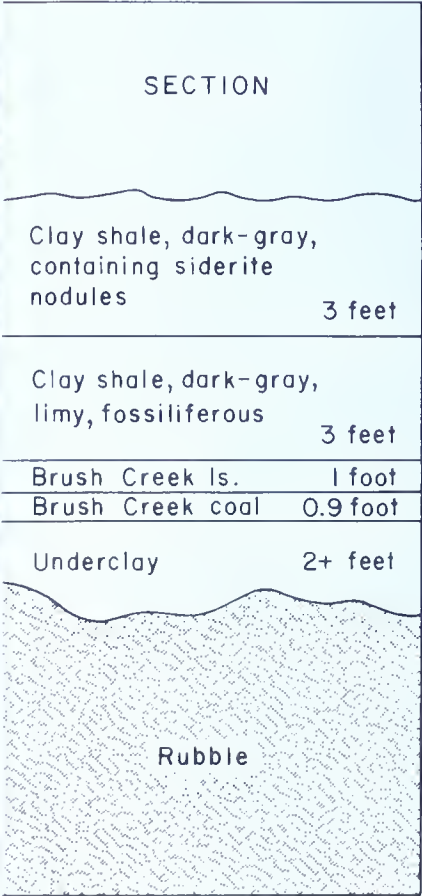 SECTION
Clay shale, dark-gray,
containing siderite
nodules
3 feet
Clay shale, dark-gray,
limy, fossiliferous
3 feet
Brush Creek ls. 1 foot
Brush Creek coal 0.9 foot
Underclay 2+ feet
Rubble